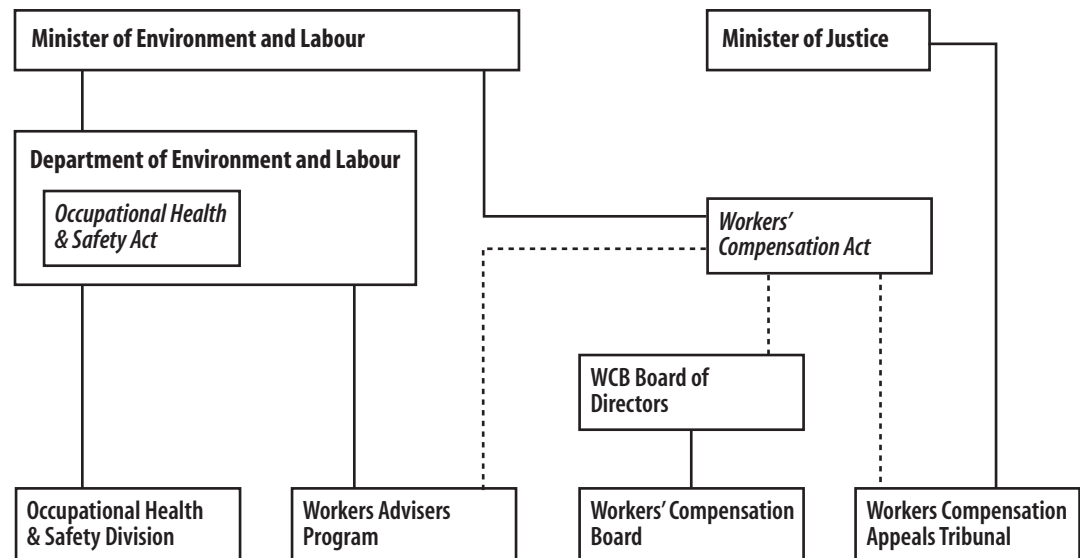 Minister of Environment and Labour
Minister of Justice
Department of Environment and Labour
Occupational Health
& Safety Act
Workers’
Compensation Act
WCB Board of
Directors
Occupational Health
& Safety Division
Workers Advisers
Program
Workers’ Compensation
Board
Workers Compensation
Appeals Tribunal